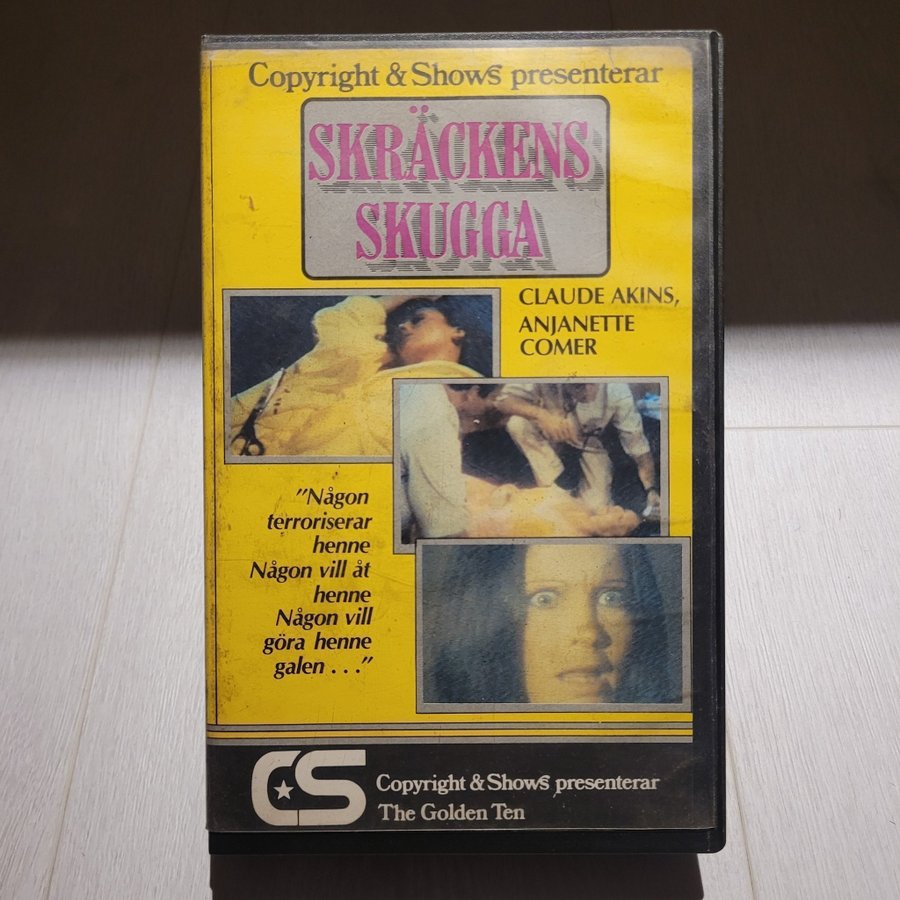 Copyright & Shows presenterar
SKRÄCKENS
SKUGGA
CLAUDE AKINS,
ANJANETTE
COMER
"Någon
terroriserar
henne
Någon vill åt
henne
Någon vill
göra henne
galen . . ."
CS
Copyright & Shows presenterar
The Golden Ten